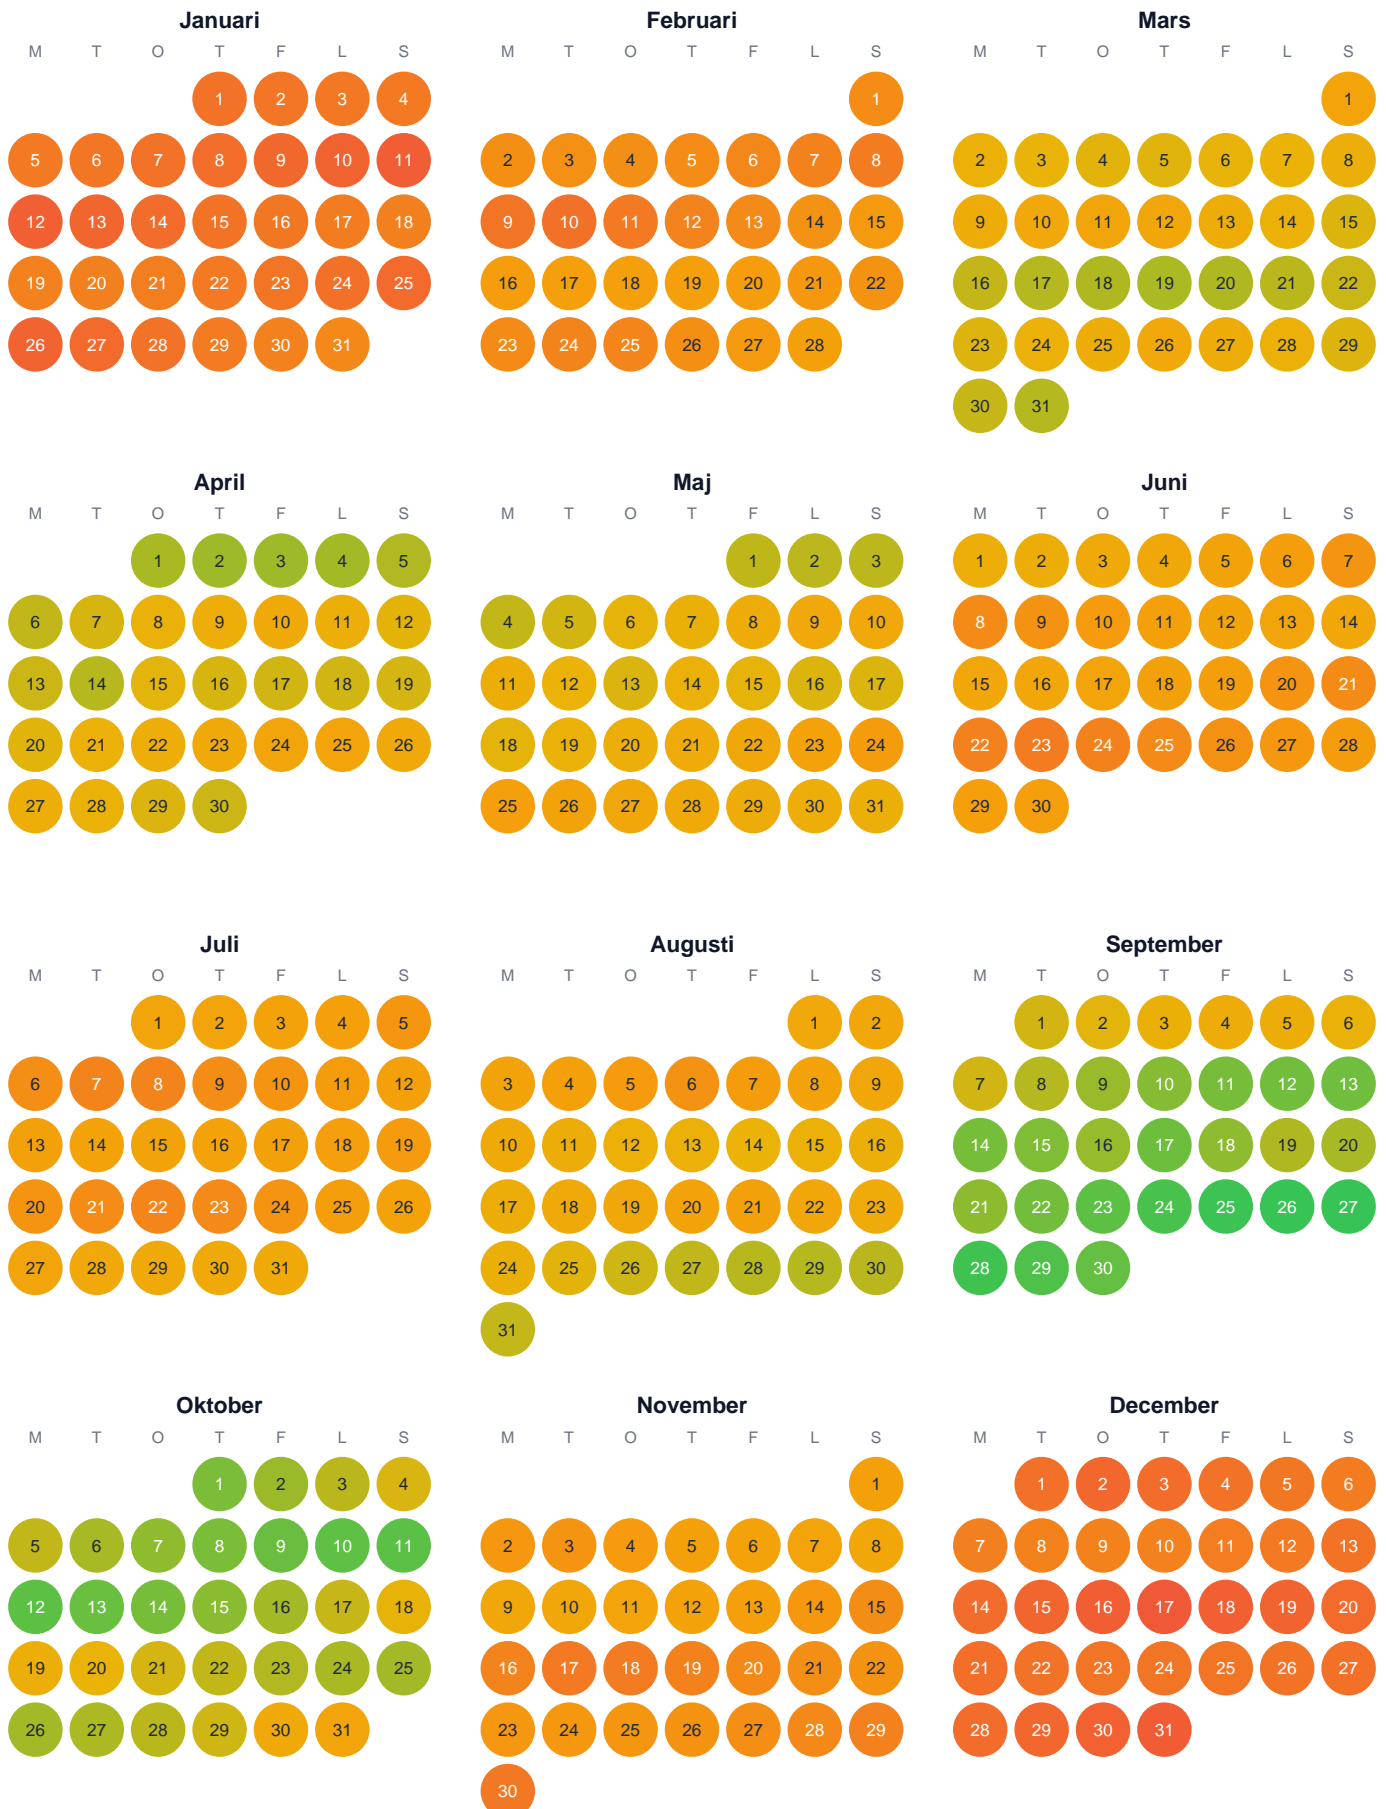 Januari
M T O T F L S
1 2 3 4
5 6 7 8 9 10 11
12 13 14 15 16 17 18
19 20 21 22 23 24 25
26 27 28 29 30 31
Februari
M T O T F L S
1
2 3 4 5 6 7 8
9 10 11 12 13 14 15
16 17 18 19 20 21 22
23 24 25 26 27 28
Mars
M T O T F L S
1
2 3 4 5 6 7 8
9 10 11 12 13 14 15
16 17 18 19 20 21 22
23 24 25 26 27 28 29
30 31
April
M T O T F L S
1 2 3 4 5
6 7 8 9 10 11 12
13 14 15 16 17 18 19
20 21 22 23 24 25 26
27 28 29 30
Maj
M T O T F L S
1 2 3
4 5 6 7 8 9 10
11 12 13 14 15 16 17
18 19 20 21 22 23 24
25 26 27 28 29 30 31
Juni
M T O T F L S
1 2 3 4 5 6 7
8 9 10 11 12 13 14
15 16 17 18 19 20 21
22 23 24 25 26 27 28
29 30
Juli
M T O T F L S
1 2 3 4 5
6 7 8 9 10 11 12
13 14 15 16 17 18 19
20 21 22 23 24 25 26
27 28 29 30 31
Augusti
M T O T F L S
1 2
3 4 5 6 7 8 9
10 11 12 13 14 15 16
17 18 19 20 21 22 23
24 25 26 27 28 29 30
31
September
M T O T F L S
1 2 3 4 5 6
7 8 9 10 11 12 13
14 15 16 17 18 19 20
21 22 23 24 25 26 27
28 29 30
Oktober
M T O T F L S
1 2 3 4
5 6 7 8 9 10 11
12 13 14 15 16 17 18
19 20 21 22 23 24 25
26 27 28 29 30 31
November
M T O T F L S
1
2 3 4 5 6 7 8
9 10 11 12 13 14 15
16 17 18 19 20 21 22
23 24 25 26 27 28 29
30
December
M T O T F L S
1 2 3 4 5 6
7 8 9 10 11 12 13
14 15 16 17 18 19 20
21 22 23 24 25 26 27
28 29 30 31